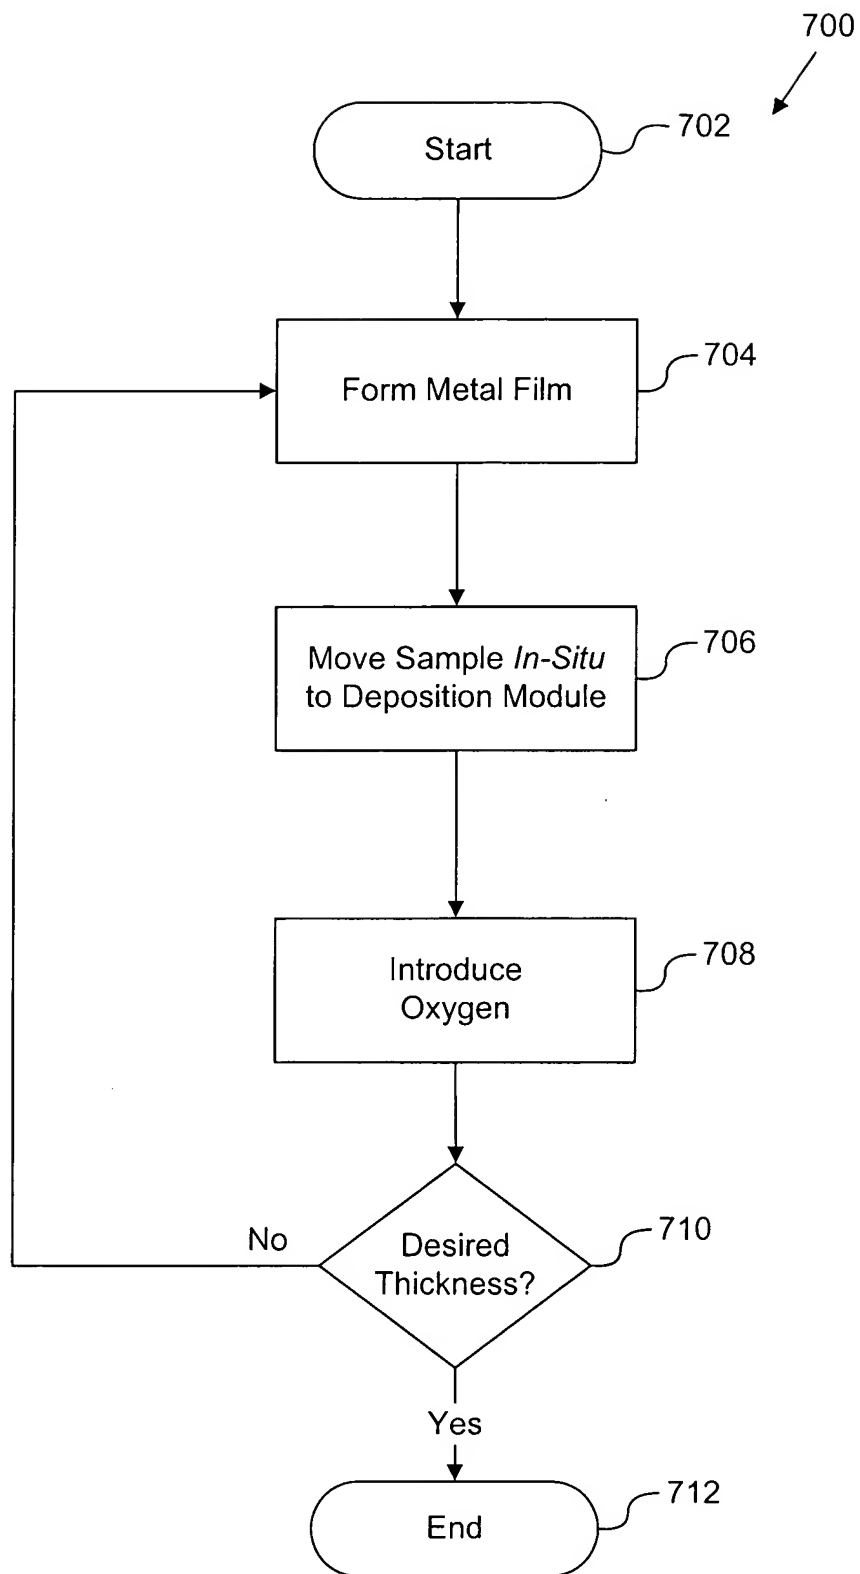 700
Start
702
Form Metal Film
704
Move Sample In-Situ
to Deposition Module
706
Introduce
Oxygen
708
Desired
Thickness?
710
No
Yes
End
712